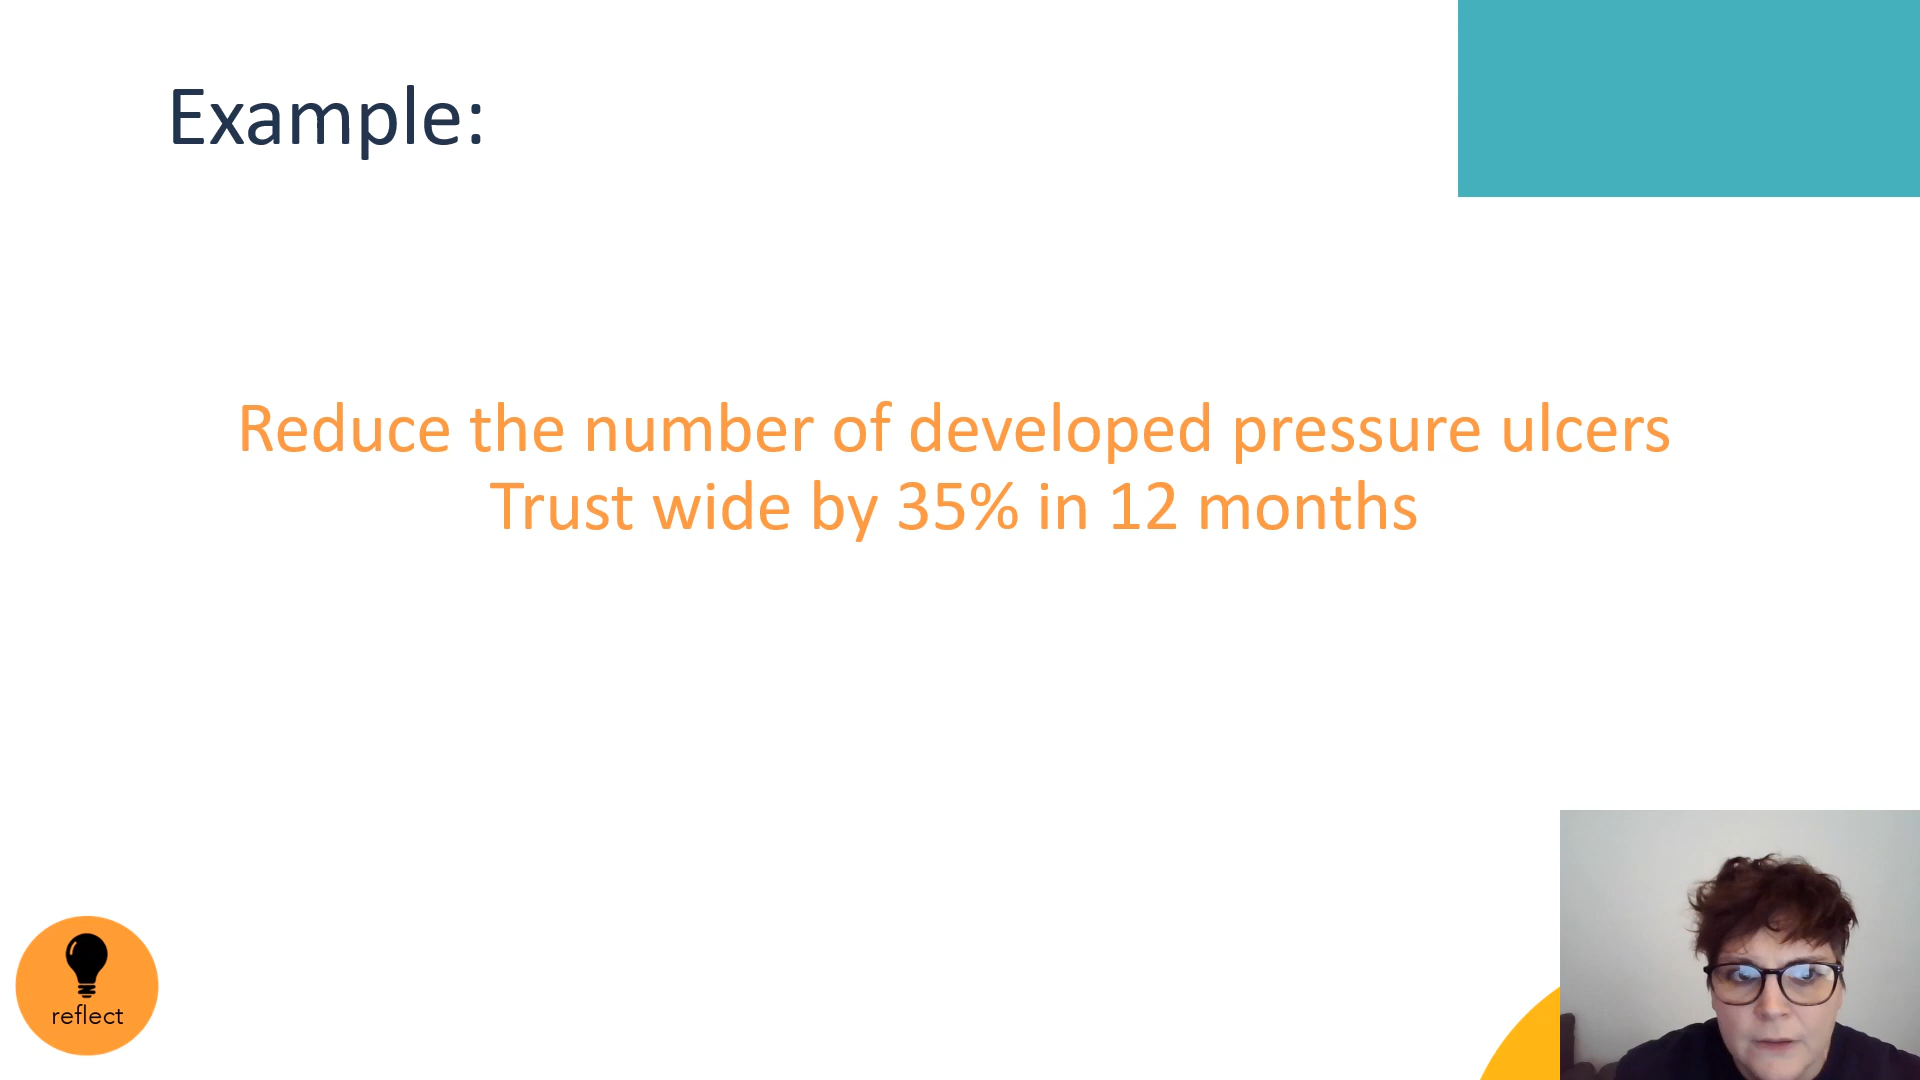 Example:
Reduce the number of developed pressure ulcers
Trust wide by 35% in 12 months
reflect